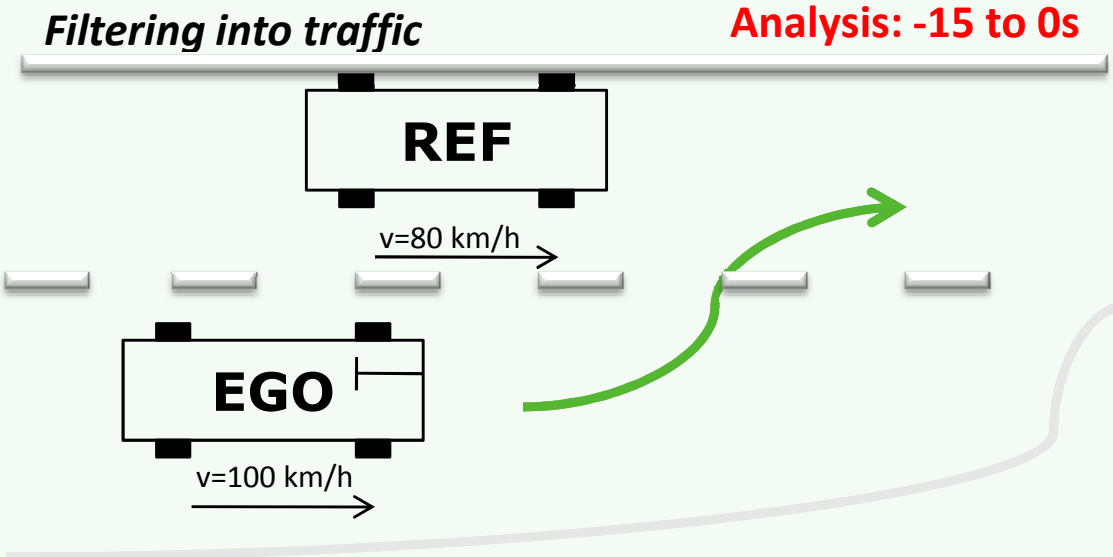 Filtering into traffic
Analysis: -15 to 0s
REF
v=80 km/h
EGO
v=100 km/h